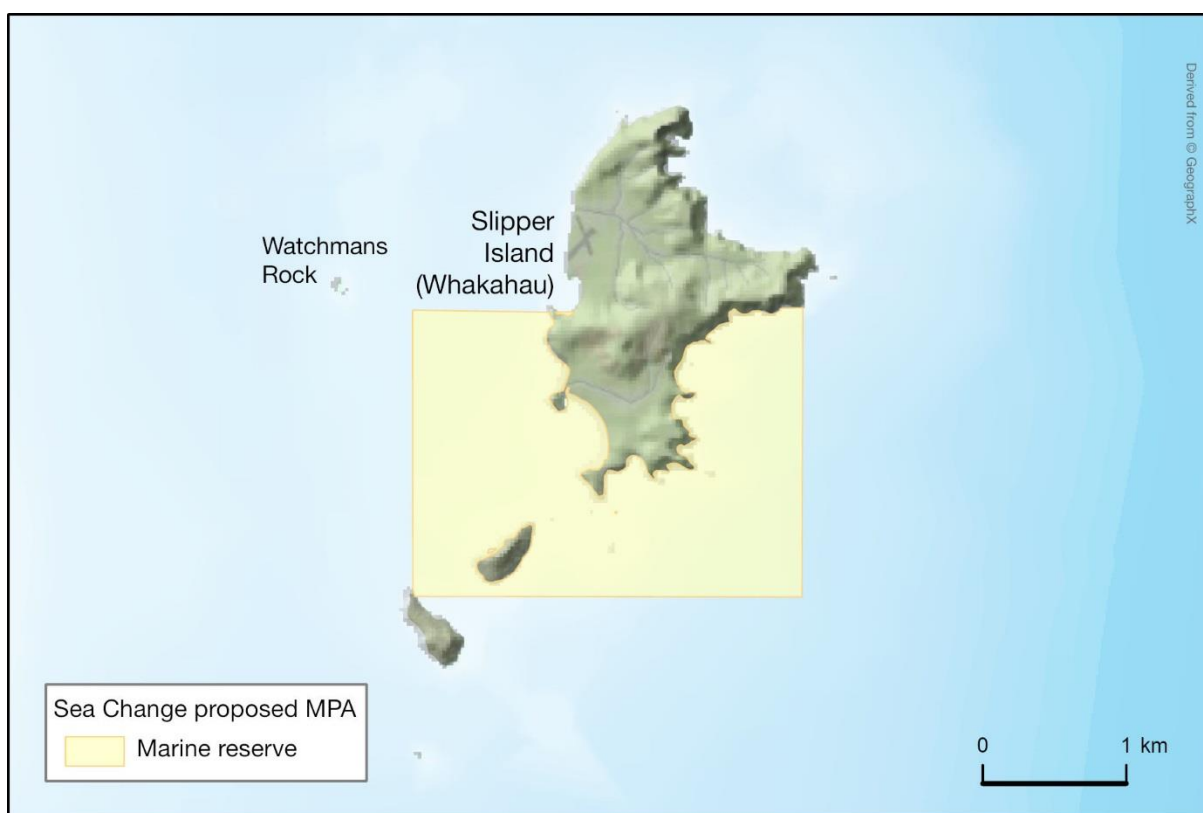 Derived from © GeographX
Slipper
Island
(Whakahau)
Watchmans
Rock
Sea Change proposed MPA
Marine reserve
0 1 km